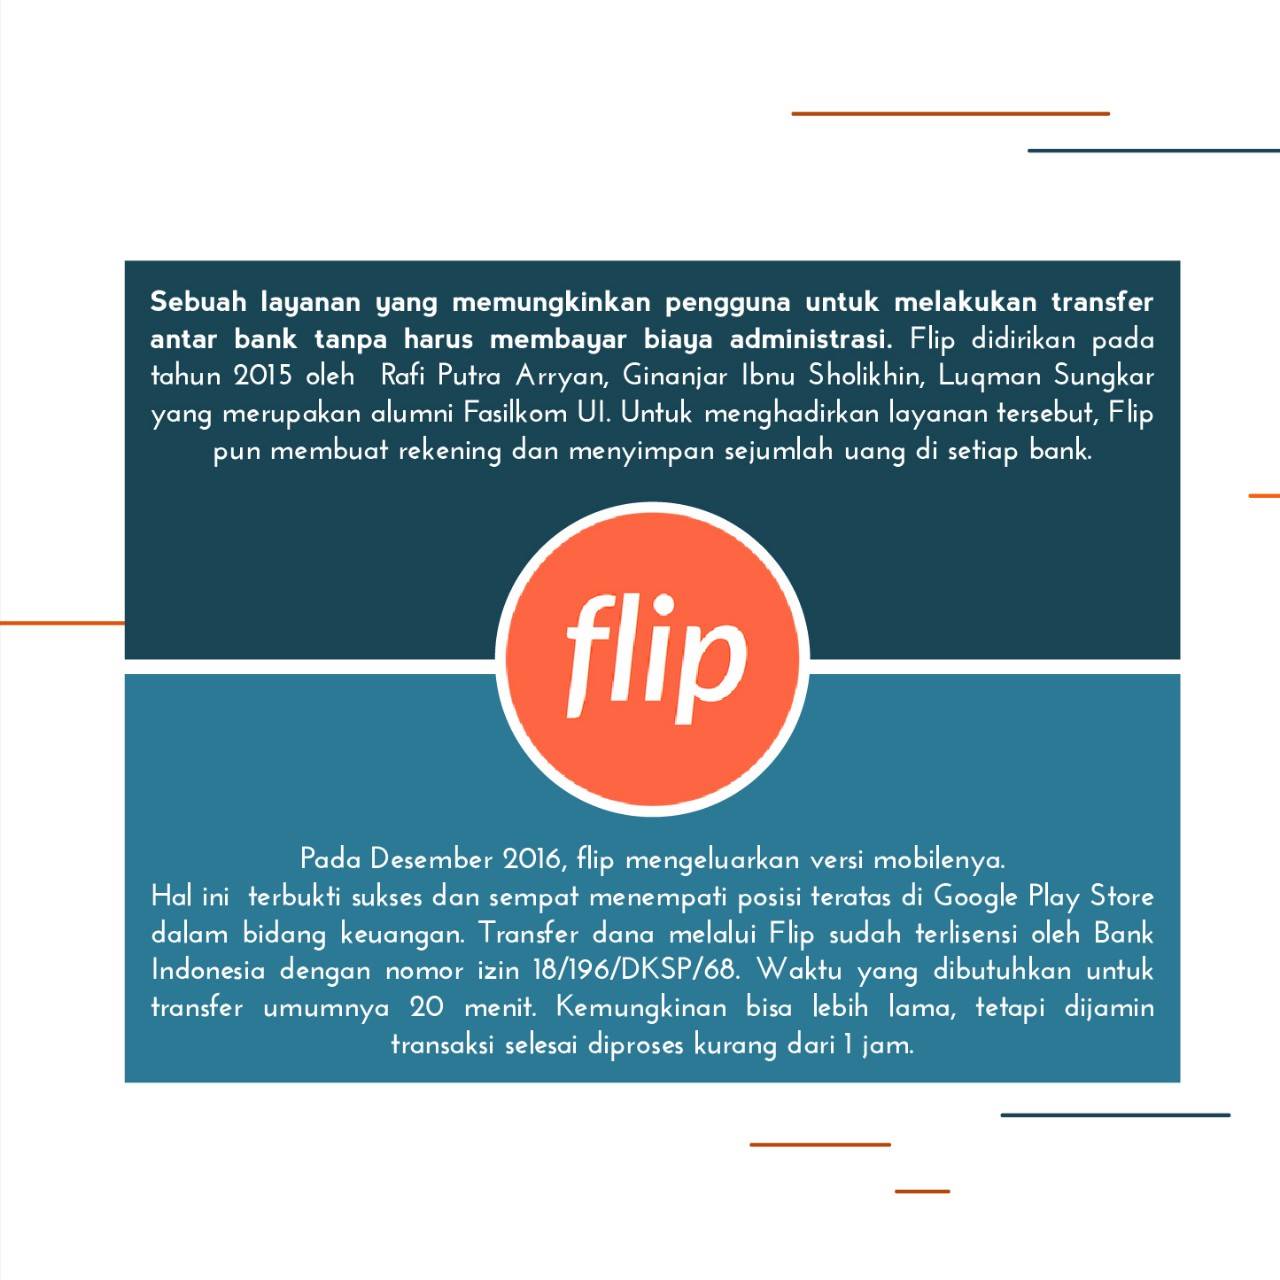 Sebuah layanan yang memungkinkan pengguna untuk melakukan transfer
antar bank tanpa harus membayar biaya administrasi. Flip didirikan pada
tahun 2015 oleh Rafi Putra Arryan, Ginanjar Ibnu Sholikhin, Luqman Sungkar
yang merupakan alumni Fasilkom UI. Untuk menghadirkan layanan tersebut, Flip
pun membuat rekening dan menyimpan sejumlah uang di setiap bank.
flip
Pada Desember 2016, flip mengeluarkan versi mobilenya.
Hal ini terbukti sukses dan sempat menempati posisi teratas di Google Play Store
dalam bidang keuangan. Transfer dana melalui Flip sudah terlisensi oleh Bank
Indonesia dengan nomor izin 18/196/DKSP/68. Waktu yang dibutuhkan untuk
transfer umumnya 20 menit. Kemungkinan bisa lebih lama, tetapi dijamin
transaksi selesai diproses kurang dari 1 jam.